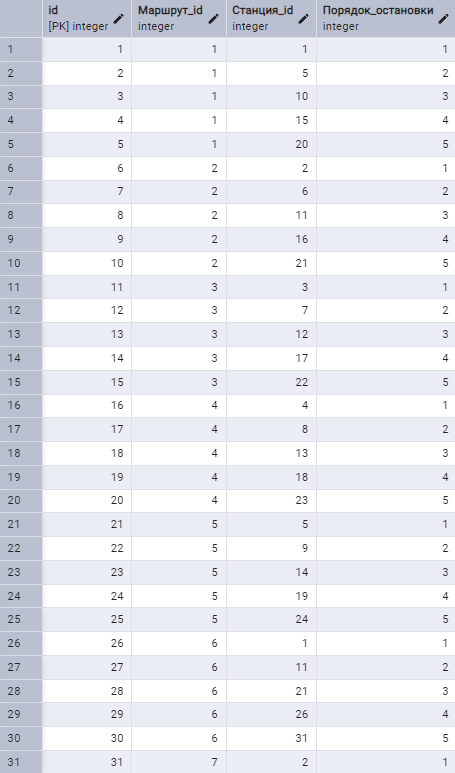 id Маршрут_id Станция_id Порядок_остановки
[PK] integer integer integer integer
1 1 1 1 1
2 2 1 5 2
3 3 1 10 3
4 4 1 15 4
5 5 1 20 5
6 6 2 2 1
7 7 2 6 2
8 8 2 11 3
9 9 2 16 4
10 10 2 21 5
11 11 3 3 1
12 12 3 7 2
13 13 3 12 3
14 14 3 17 4
15 15 3 22 5
16 16 4 4 1
17 17 4 8 2
18 18 4 13 3
19 19 4 18 4
20 20 4 23 5
21 21 5 5 1
22 22 5 9 2
23 23 5 14 3
24 24 5 19 4
25 25 5 24 5
26 26 6 1 1
27 27 6 11 2
28 28 6 21 3
29 29 6 26 4
30 30 6 31 5
31 31 7 2 1